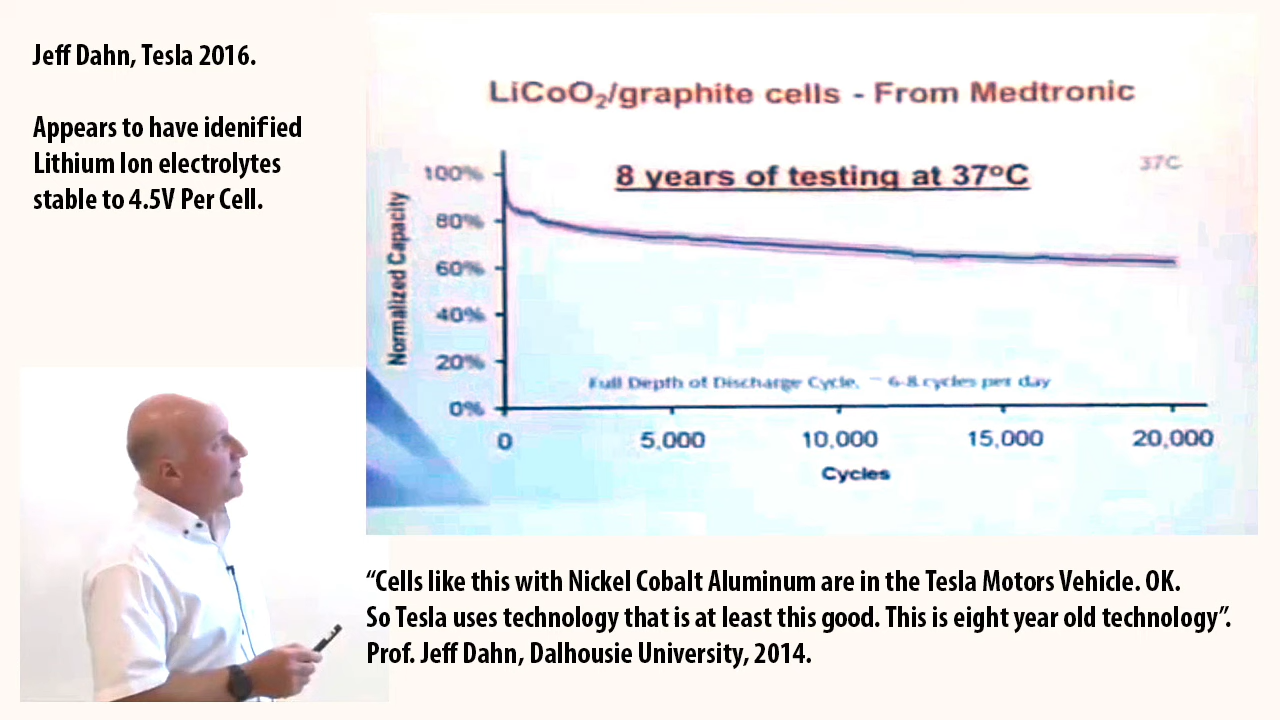 Jeff Dahn, Tesla 2016.
Appears to have idenified
Lithium Ion electrolytes
stable to 4.5V Per Cell.
LiCoO₂/graphite cells - From Medtronic
8 years of testing at 37°C
37C
Normalized Capacity
100%
80%
60%
40%
20%
0%
Full Depth of Discharge Cycle, ~ 6-8 cycles per day
0
5,000
10,000
15,000
20,000
Cycles
“Cells like this with Nickel Cobalt Aluminum are in the Tesla Motors Vehicle. OK.
So Tesla uses technology that is at least this good. This is eight year old technology”.
Prof. Jeff Dahn, Dalhousie University, 2014.